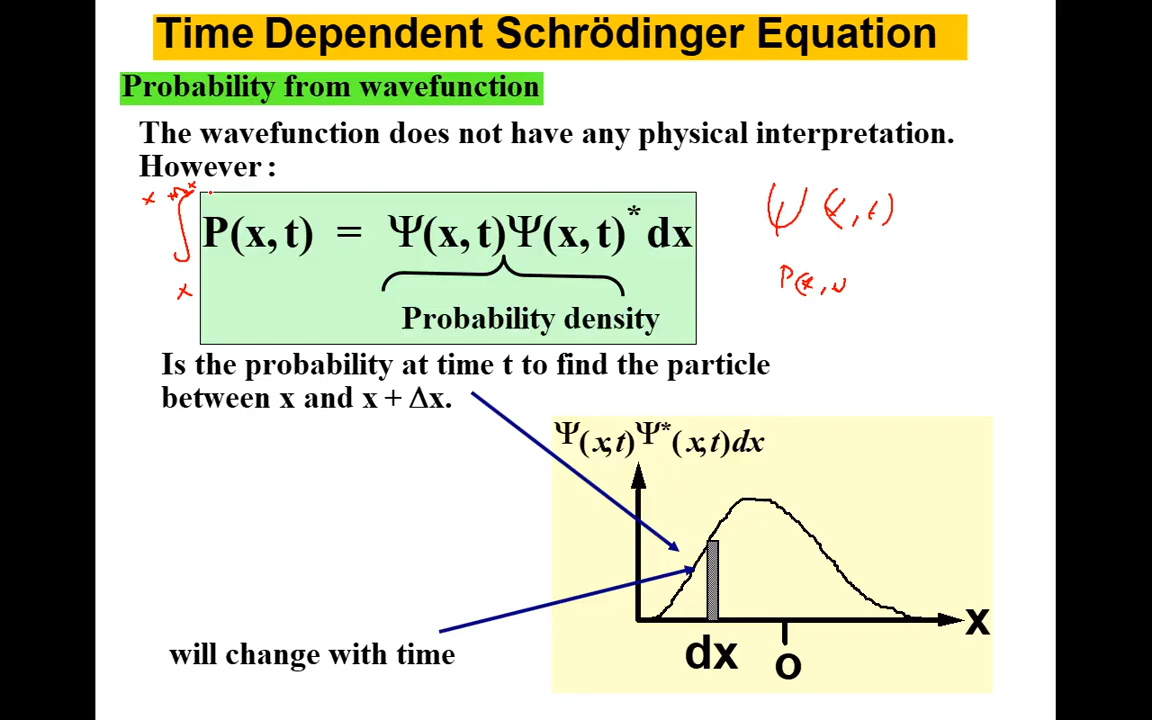 Time Dependent Schrödinger Equation
Probability from wavefunction
The wavefunction does not have any physical interpretation.
However :
P(x, t) = Ψ(x, t)Ψ(x, t)* dx
Probability density
ψ (x, t)
P(x,
∫
x
x
Is the probability at time t to find the particle
between x and x + Δx.
Ψ(x,t)Ψ*(x,t)dx
x
dx
o
will change with time